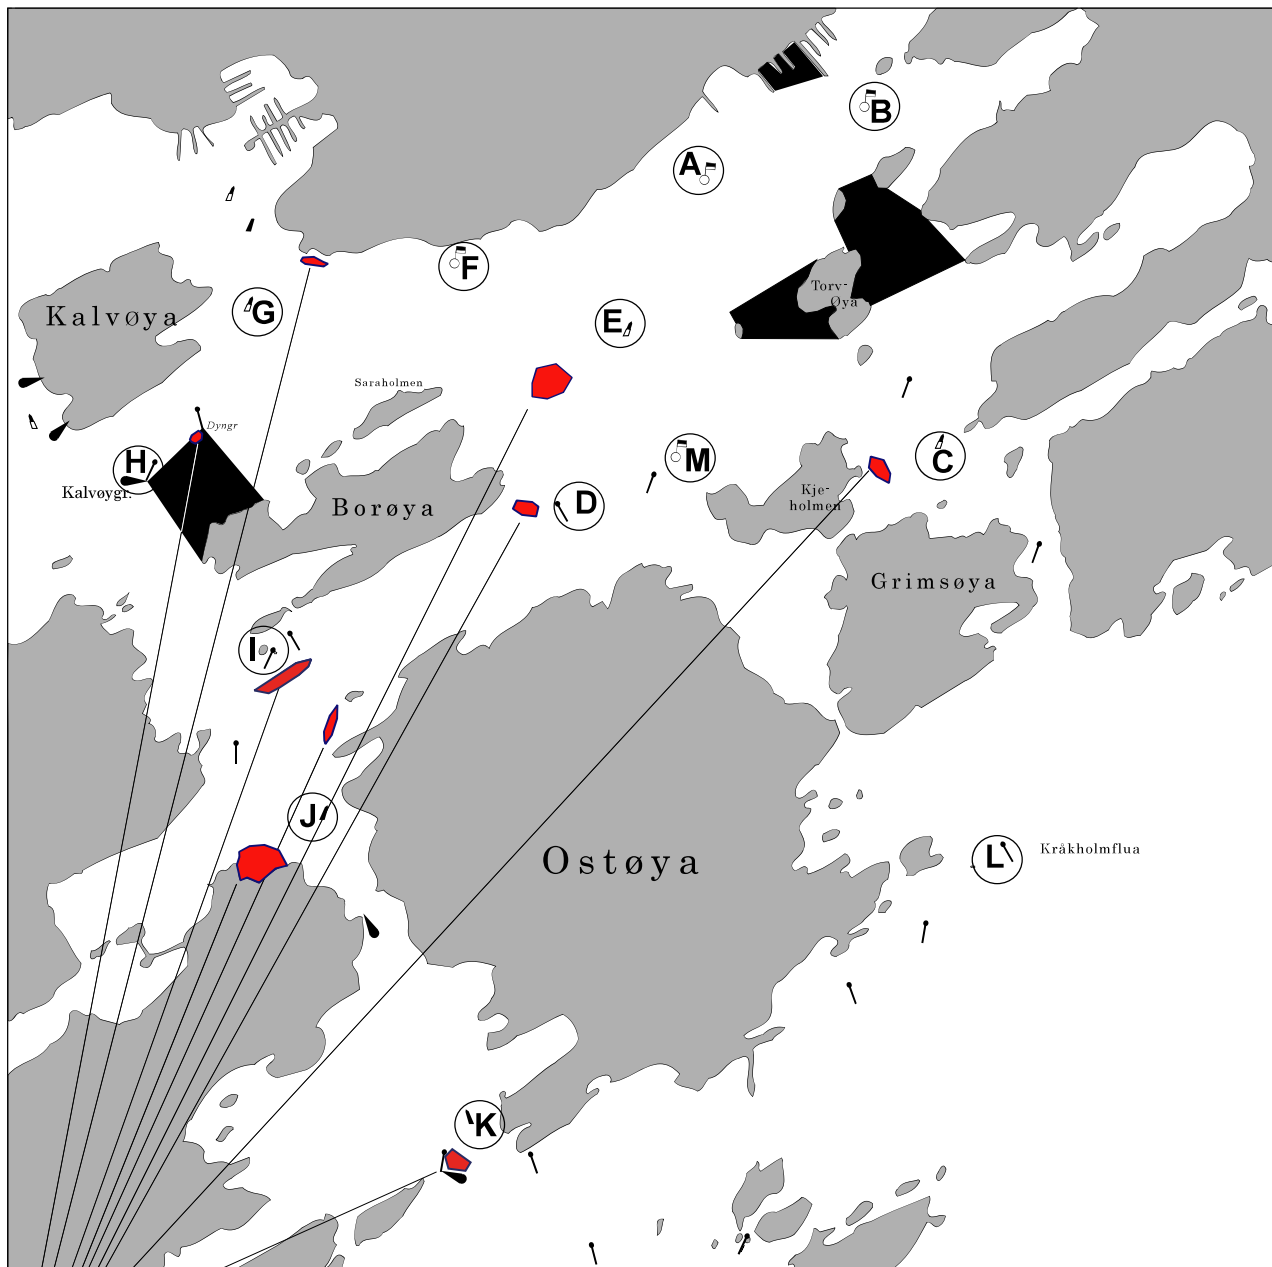 B
A
F
E
Torv-
Øya
G
Kalvøya
Saraholmen
Dyngr
H
Kalvøygr.
M
C
Kje-
holmen
Borøya
D
Grimsøya
I
J
Ostøya
L
Kråkholmflua
K